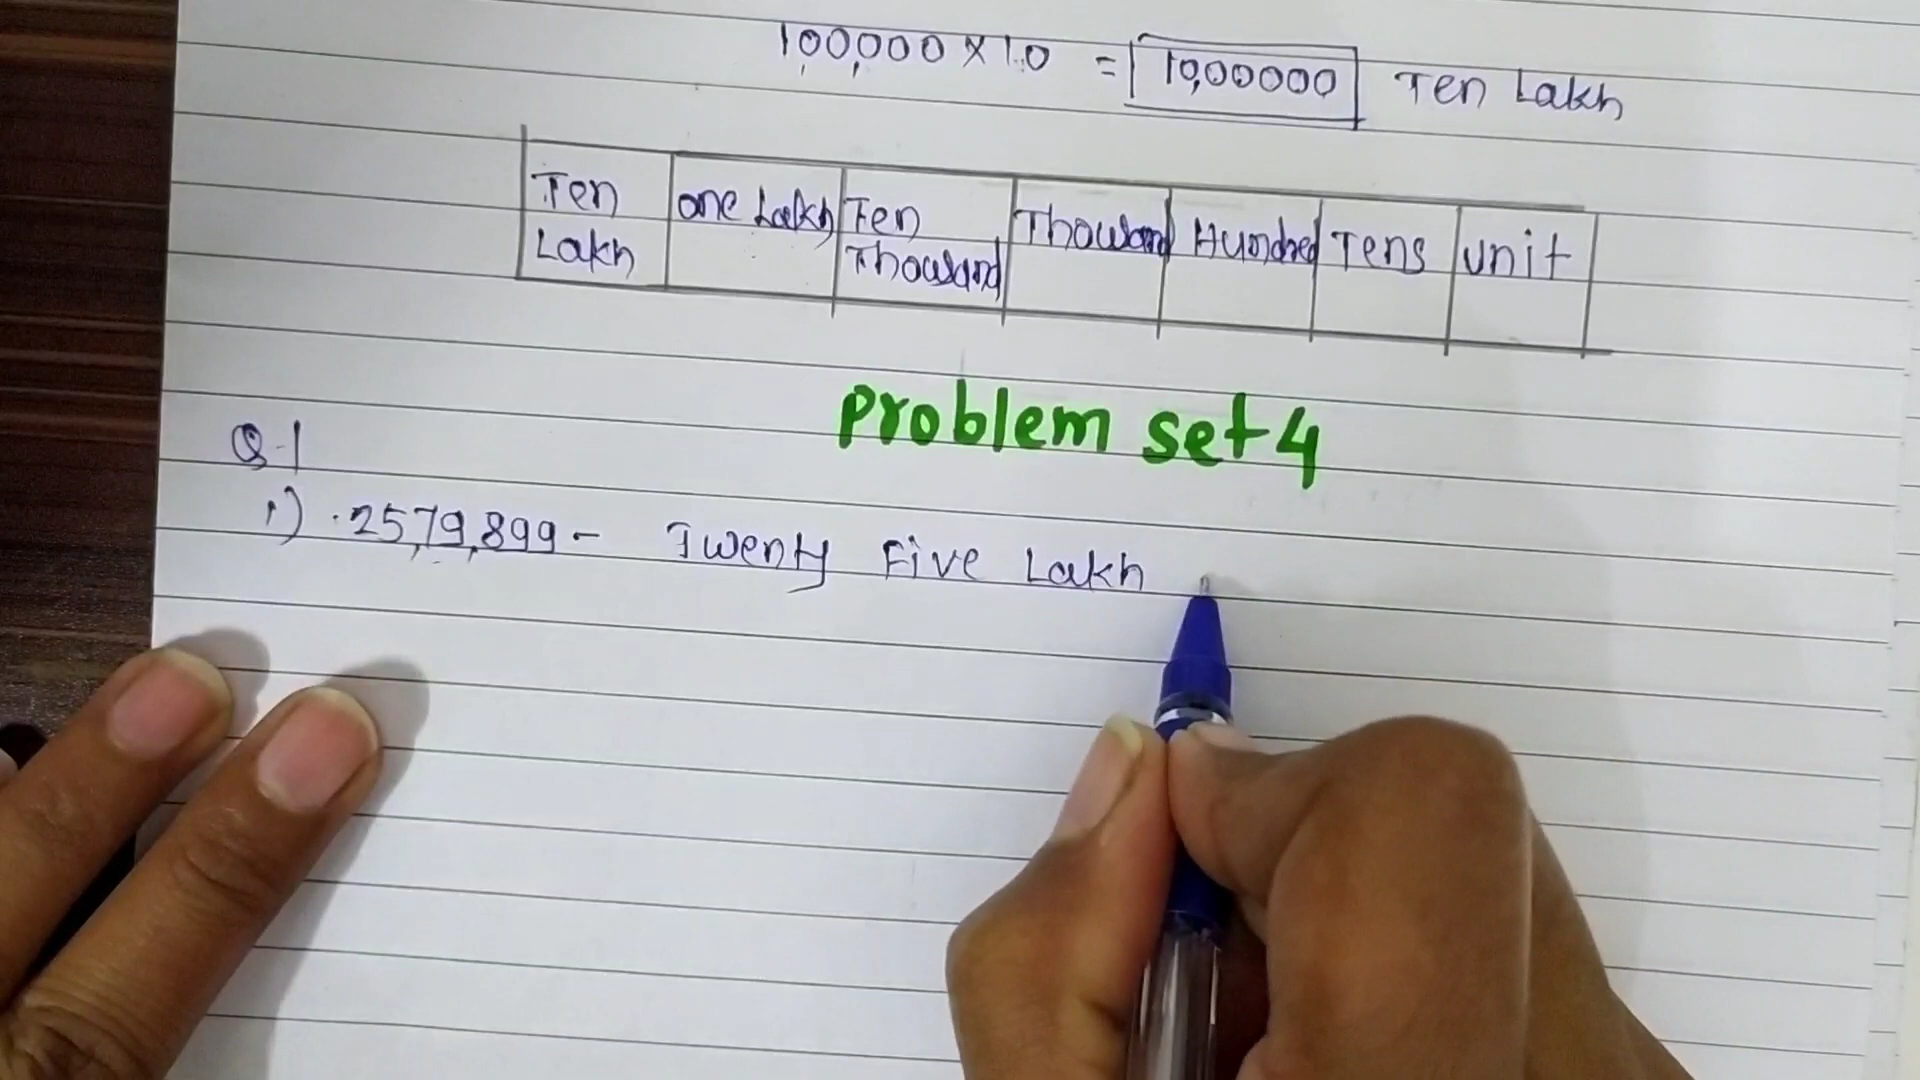 100,000 X 10 = 10,00000 Ten Lakh
Ten Lakh one Lakh Ten Thousand Thousand Hundred Tens unit
Problem set 4
Q-1
1) 25,79,899 - Twenty Five Lakh